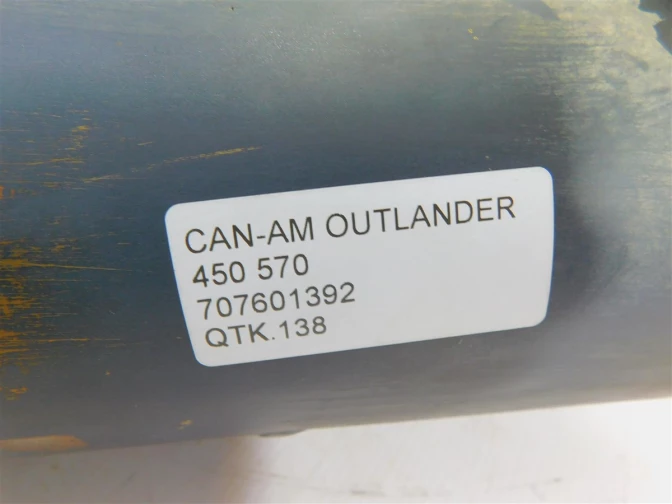 CAN-AM OUTLANDER
450 570
707601392
QTK.138